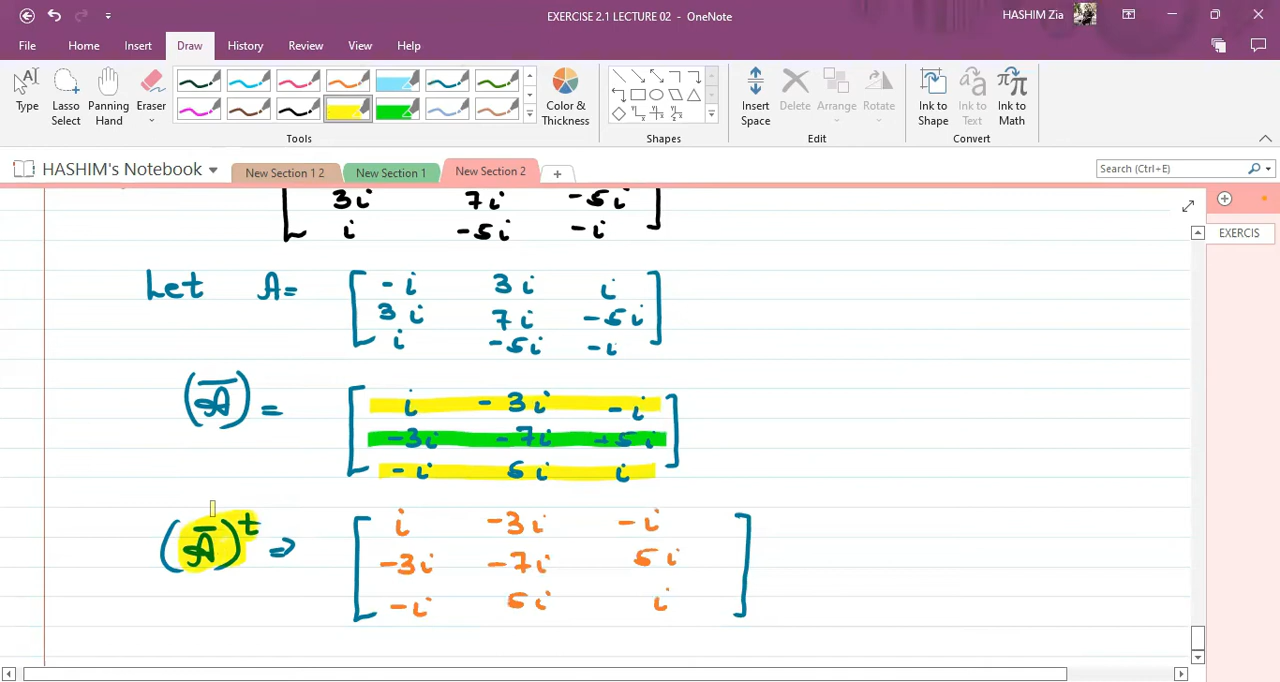 EXERCISE 2.1 LECTURE 02 - OneNote
HASHIM Zia
File Home Insert Draw History Review View Help
Type
Lasso Select
Panning Hand
Eraser
Color & Thickness
Insert Space
Delete
Arrange
Rotate
Ink to Shape
Ink to Text
Ink to Math
Tools Shapes Edit Convert
HASHIM's Notebook New Section 1 2 New Section 1 New Section 2 Search (Ctrl+E)
EXERCIS
3i 7i -5i
i -5i -i
Let A= -i 3i i
3i 7i -5i
i -5i -i
(A̅) = i -3i -i
-3i -7i +5i
-i 5i i
(A̅)ᵗ ⇒ i -3i -i
-3i -7i 5i
-i 5i i